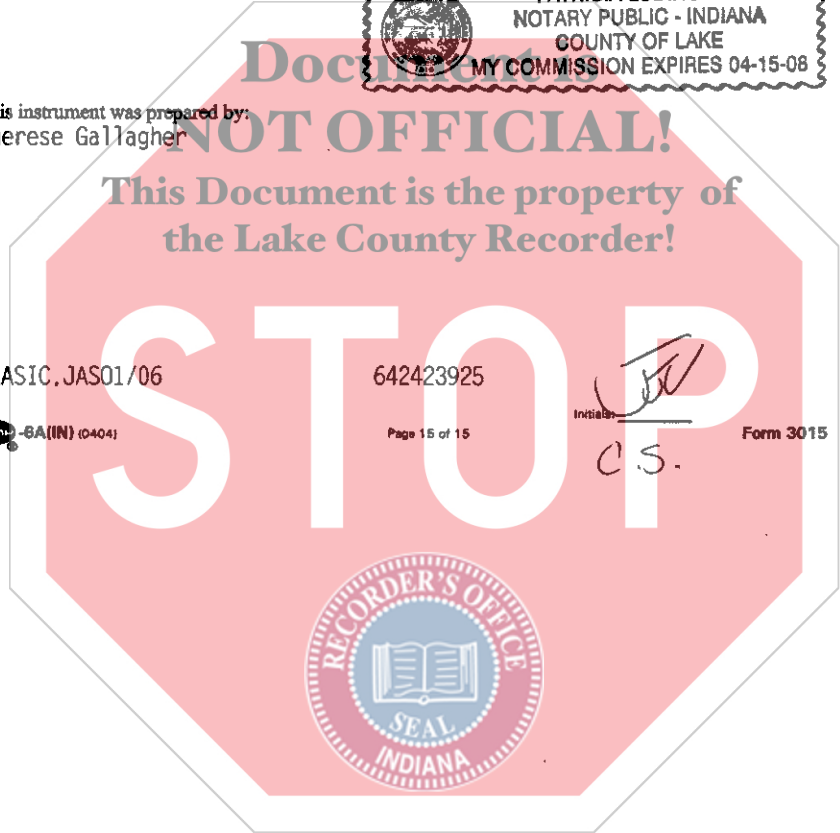 NOTARY PUBLIC - INDIANA
COUNTY OF LAKE
MY COMMISSION EXPIRES 04-15-08
Document is
is instrument was prepared by:
erese Gallagher
NOT OFFICIAL!
This Document is the property of
the Lake County Recorder!
STOP
ASIC.JAS01/06
642423925
-6A(IN) (0404)
Page 15 of 15
Initials:
C.S.
Form 3015
RECORDER'S OFFICE
SEAL
INDIANA